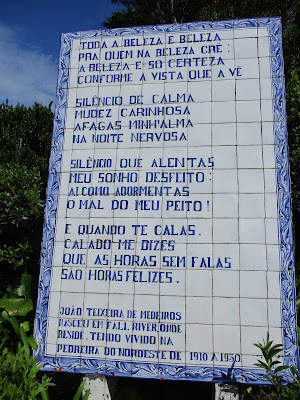 TODA A BELEZA É BELEZA
PRA QUEM NA BELEZA CRÊ :
A BELEZA É SÓ CERTEZA
CONFORME A VISTA QUE A VÊ
SILÊNCIO DE CALMA
MUDEZ CARINHOSA
AFAGAS MINH'ALMA
NA NOITE NERVOSA
SILÊNCIO QUE ALENTAS
MEU SONHO DESFEITO :
AI COMO ADORMENTAS
O MAL DO MEU PEITO !
E QUANDO TE CALAS .
CALADO ME DIZES
QUE AS HORAS SEM FALAS
SÃO HORAS FELIZES .
JOÃO TEIXEIRA DE MEDEIROS
NASCEU EM FALL RIVER, ONDE
RESIDE . TENDO VIVIDO NA
PEDREIRA DO NORDESTE DE 1910 A 1930.